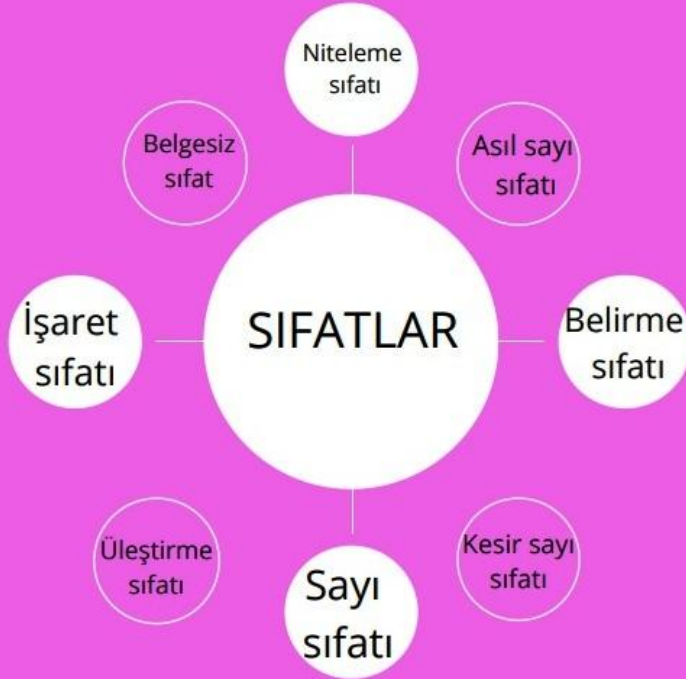 Niteleme
sıfatı
Belgesiz
sıfat
Asıl sayı
sıfatı
İşaret
sıfatı
SIFATLAR
Belirme
sıfatı
Üleştirme
sıfatı
Sayı
sıfatı
Kesir sayı
sıfatı